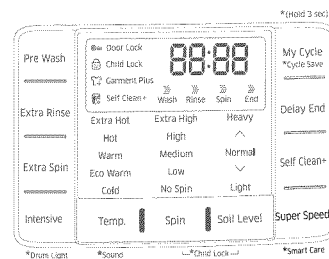 *(Hold 3 sec)
Pre Wash
Door Lock
Child Lock
Garment Plus
Self Clean+
88:88
Wash Rinse Spin End
My Cycle
*Cycle Save
Extra Rinse
Extra Hot Extra High Heavy
Hot High
Warm Medium Normal
Eco Warm Low
Cold No Spin Light
Delay End
Extra Spin
Self Clean+
Intensive
Temp. Spin Soil Level
Super Speed
*Drum Light *Sound *Child Lock *Smart Care